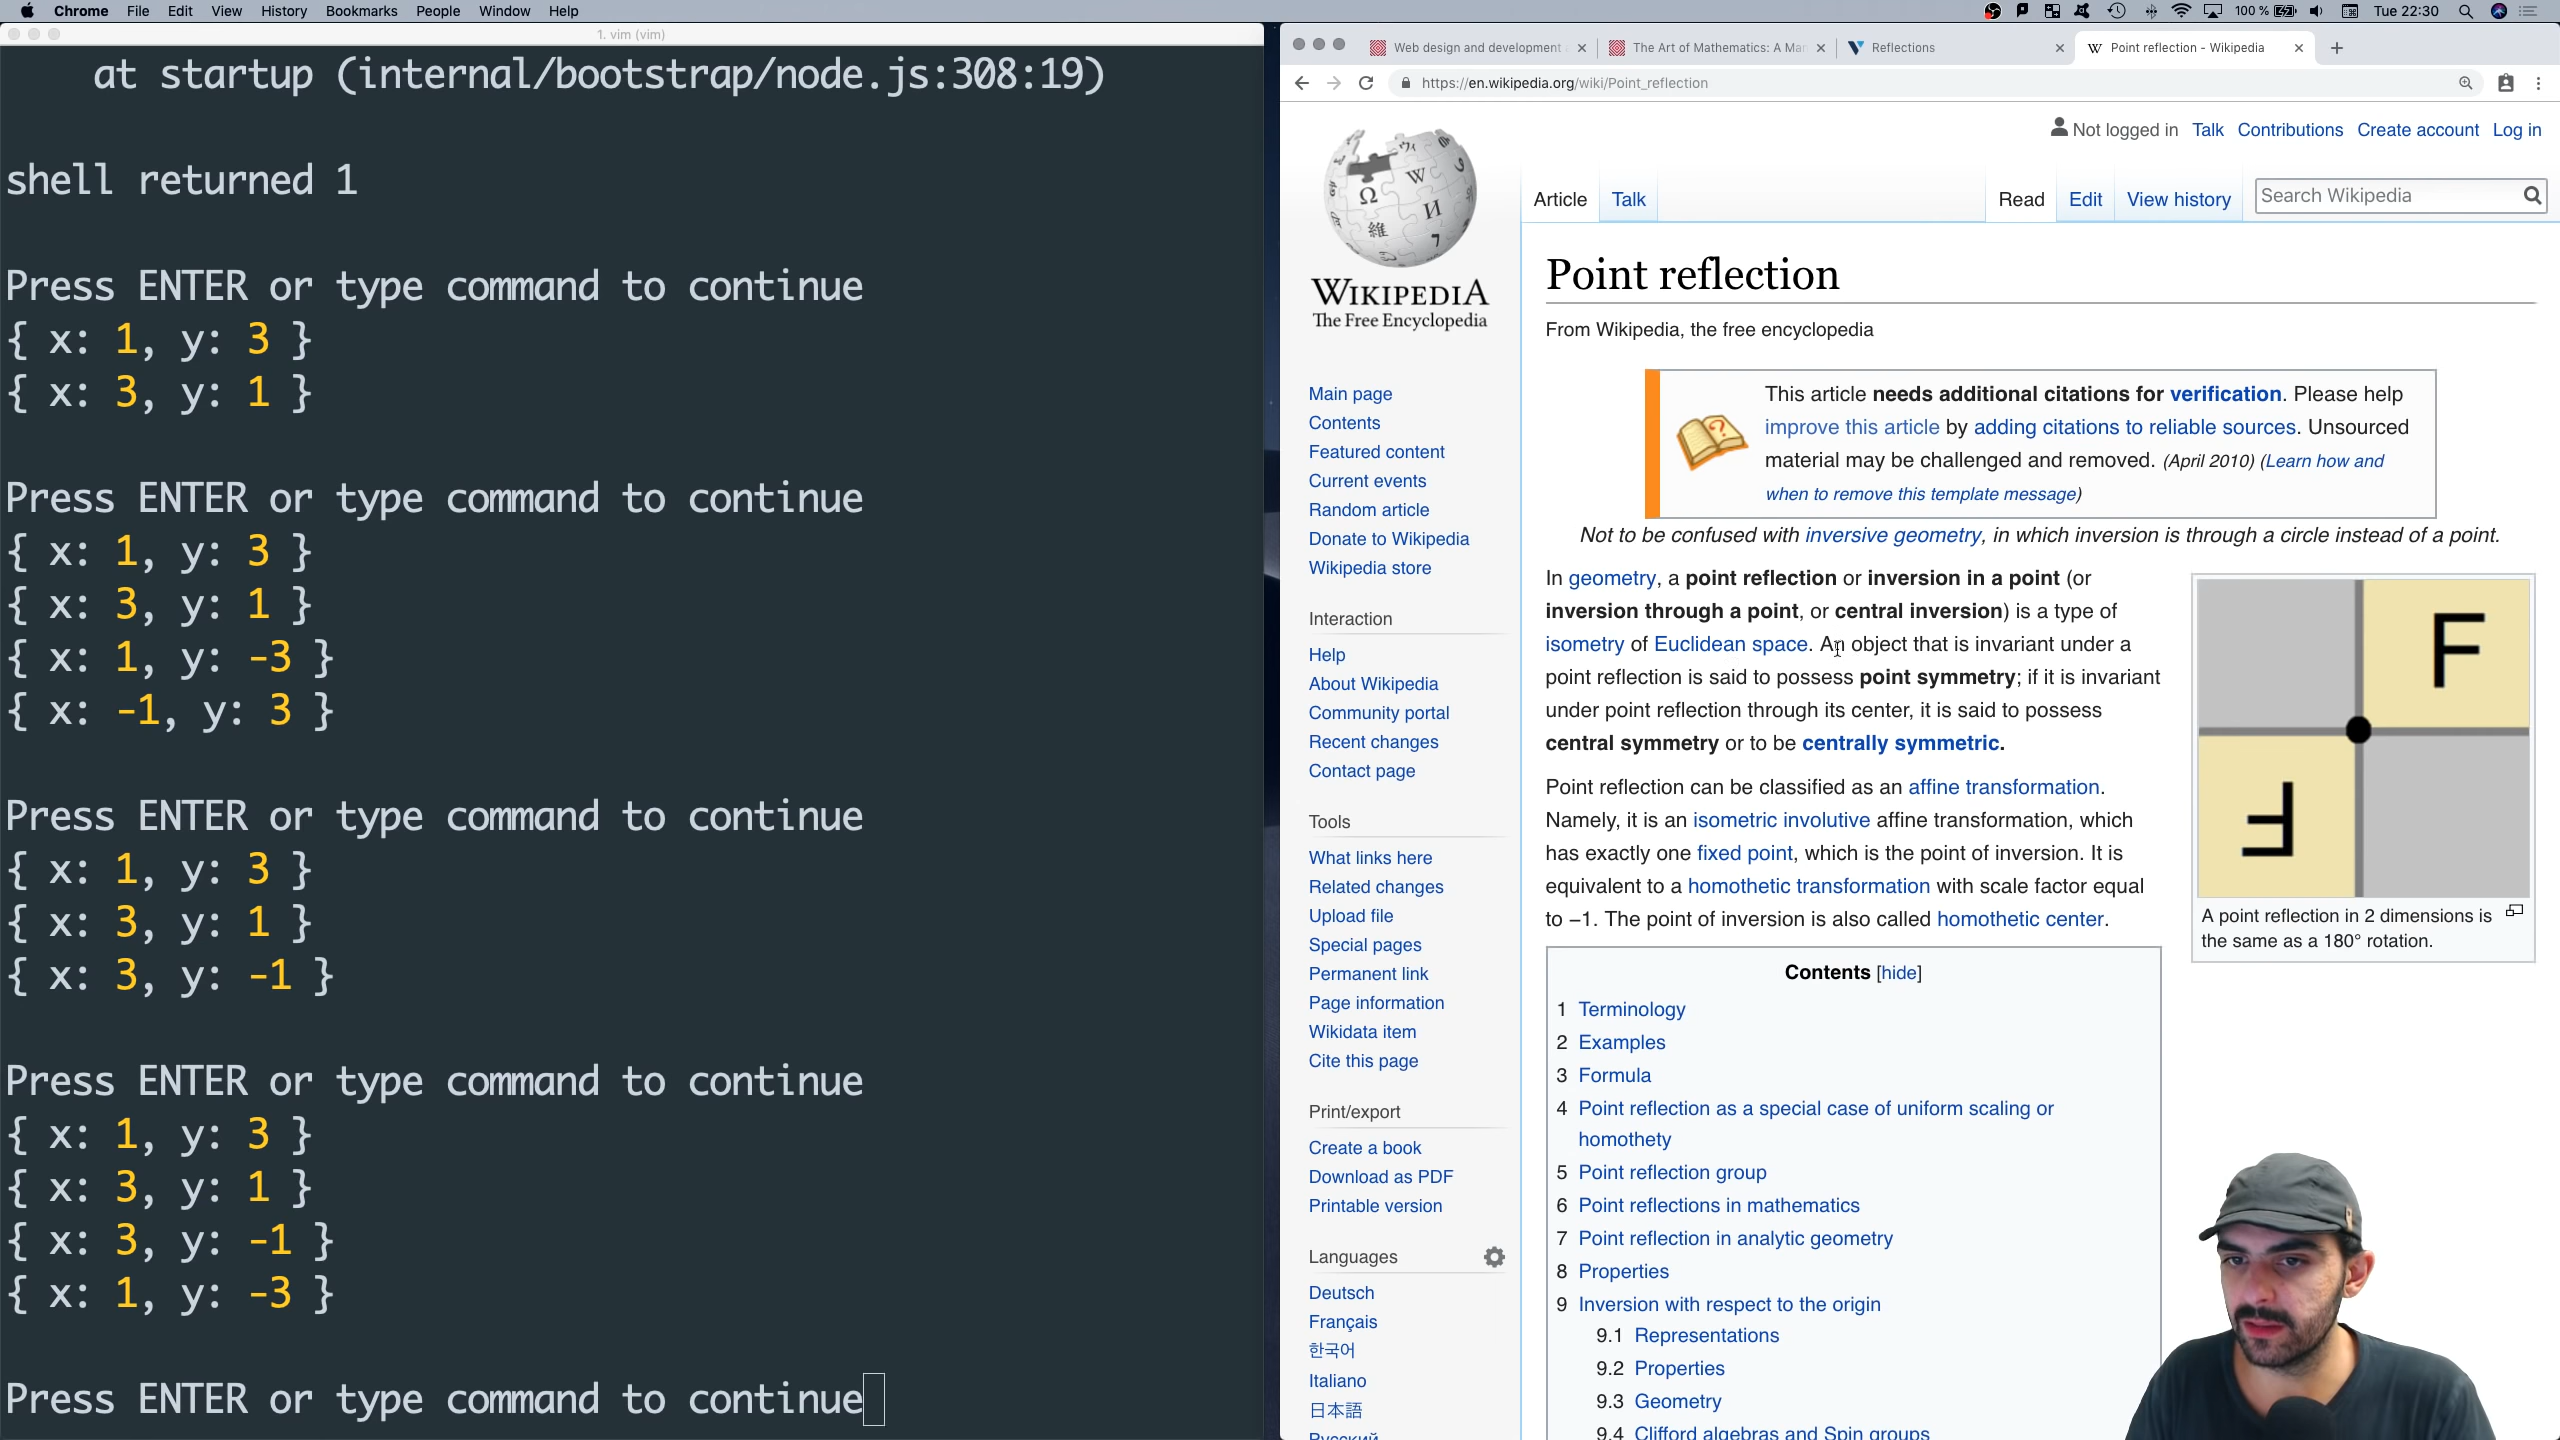 Chrome File Edit View History Bookmarks People Window Help
100 % Tue 22:30
1. vim (vim)
at startup (internal/bootstrap/node.js:308:19)
shell returned 1
Press ENTER or type command to continue
{ x: 1, y: 3 }
{ x: 3, y: 1 }
Press ENTER or type command to continue
{ x: 1, y: 3 }
{ x: 3, y: 1 }
{ x: 1, y: -3 }
{ x: -1, y: 3 }
Press ENTER or type command to continue
{ x: 1, y: 3 }
{ x: 3, y: 1 }
{ x: 3, y: -1 }
Press ENTER or type command to continue
{ x: 1, y: 3 }
{ x: 3, y: 1 }
{ x: 3, y: -1 }
{ x: 1, y: -3 }
Press ENTER or type command to continue
Web design and development
The Art of Mathematics: A Mar
Reflections
Point reflection - Wikipedia
https://en.wikipedia.org/wiki/Point_reflection
Not logged in Talk Contributions Create account Log in
Article Talk
Read Edit View history
Search Wikipedia
WIKIPEDIA
The Free Encyclopedia
Main page
Contents
Featured content
Current events
Random article
Donate to Wikipedia
Wikipedia store
Interaction
Help
About Wikipedia
Community portal
Recent changes
Contact page
Tools
What links here
Related changes
Upload file
Special pages
Permanent link
Page information
Wikidata item
Cite this page
Print/export
Create a book
Download as PDF
Printable version
Languages
Deutsch
Français
한국어
Italiano
日本語
Русский
Point reflection
From Wikipedia, the free encyclopedia
This article needs additional citations for verification. Please help
improve this article by adding citations to reliable sources. Unsourced
material may be challenged and removed. (April 2010) (Learn how and
when to remove this template message)
Not to be confused with inversive geometry, in which inversion is through a circle instead of a point.
In geometry, a point reflection or inversion in a point (or
inversion through a point, or central inversion) is a type of
isometry of Euclidean space. An object that is invariant under a
point reflection is said to possess point symmetry; if it is invariant
under point reflection through its center, it is said to possess
central symmetry or to be centrally symmetric.
Point reflection can be classified as an affine transformation.
Namely, it is an isometric involutive affine transformation, which
has exactly one fixed point, which is the point of inversion. It is
equivalent to a homothetic transformation with scale factor equal
to −1. The point of inversion is also called homothetic center.
F
F
A point reflection in 2 dimensions is
the same as a 180° rotation.
Contents [hide]
1 Terminology
2 Examples
3 Formula
4 Point reflection as a special case of uniform scaling or
homothety
5 Point reflection group
6 Point reflections in mathematics
7 Point reflection in analytic geometry
8 Properties
9 Inversion with respect to the origin
9.1 Representations
9.2 Properties
9.3 Geometry
9.4 Clifford algebras and Spin groups